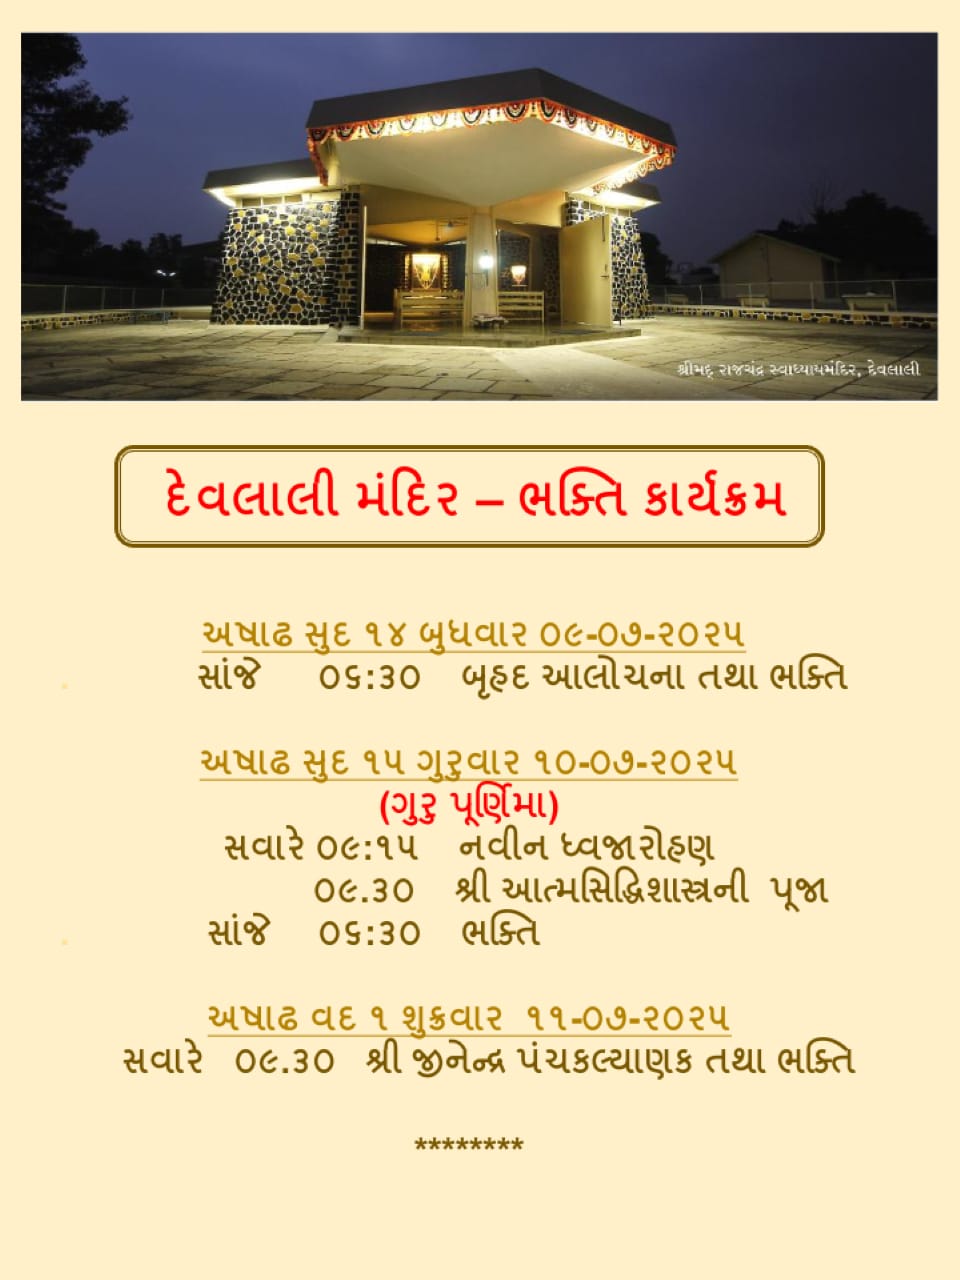 શ્રીમદ્ રાજચંદ્ર સ્વાધ્યાયમંદિર, દેવલાલી
દેવલાલી મંદિર – ભક્તિ કાર્યક્રમ
અષાઢ સુદ ૧૪ બુધવાર ૦૯-૦૭-૨૦૨૫
સાંજે ૦૬:૩૦ બૃહદ આલોચના તથા ભક્તિ
અષાઢ સુદ ૧૫ ગુરુવાર ૧૦-૦૭-૨૦૨૫
(ગુરુ પૂર્ણિમા)
સવારે ૦૯:૧૫ નવીન ધ્વજારોહણ
૦૯.૩૦ શ્રી આત્મસિદ્ધિશાસ્ત્રની પૂજા
સાંજે ૦૬:૩૦ ભક્તિ
અષાઢ વદ ૧ શુક્રવાર ૧૧-૦૭-૨૦૨૫
સવારે ૦૯.૩૦ શ્રી જીનેન્દ્ર પંચકલ્યાણક તથા ભક્તિ
********